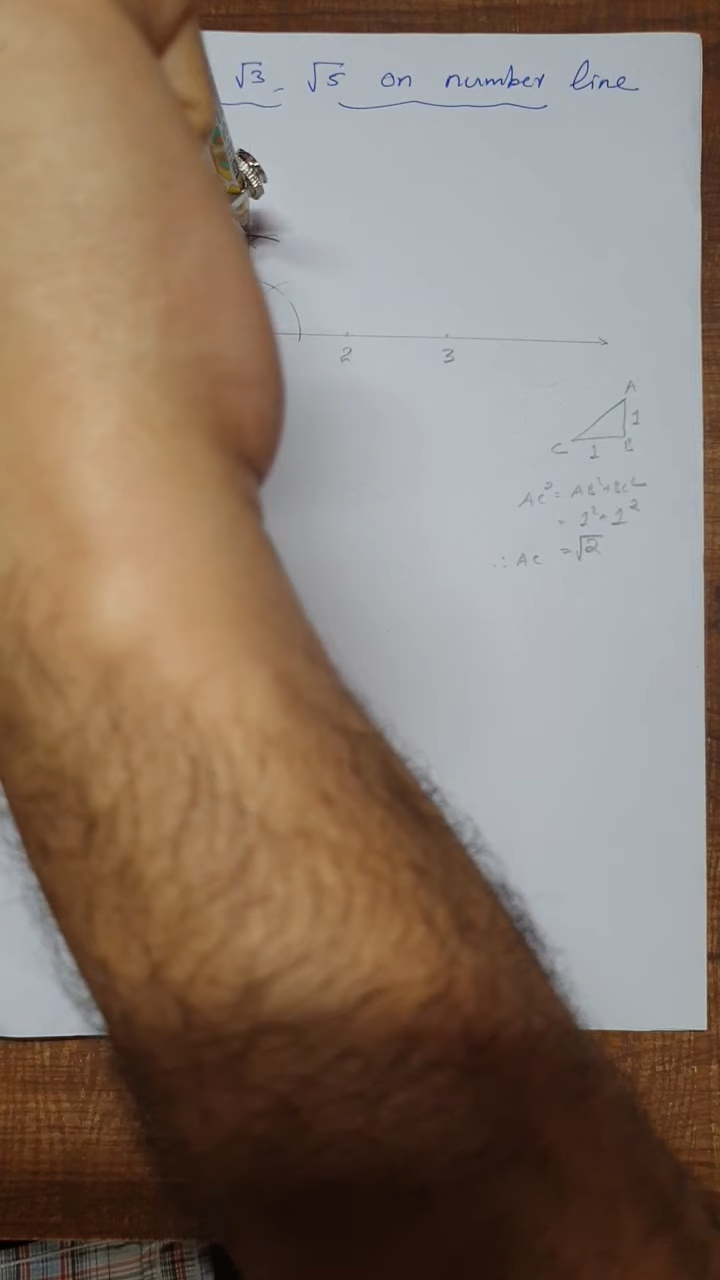 √3, √5 on number line
2 3
A
1
C 1 B
AC² = AB² + BC²
= 1² + 1²
∴ AC = √2